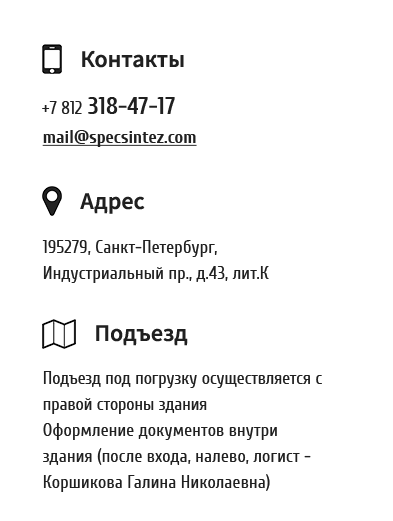 Контакты
+7 812 318-47-17
mail@specsintez.com
Адрес
195279, Санкт-Петербург,
Индустриальный пр., д.43, лит.К
Подъезд
Подъезд под погрузку осуществляется с
правой стороны здания
Оформление документов внутри
здания (после входа, налево, логист -
Коршикова Галина Николаевна)